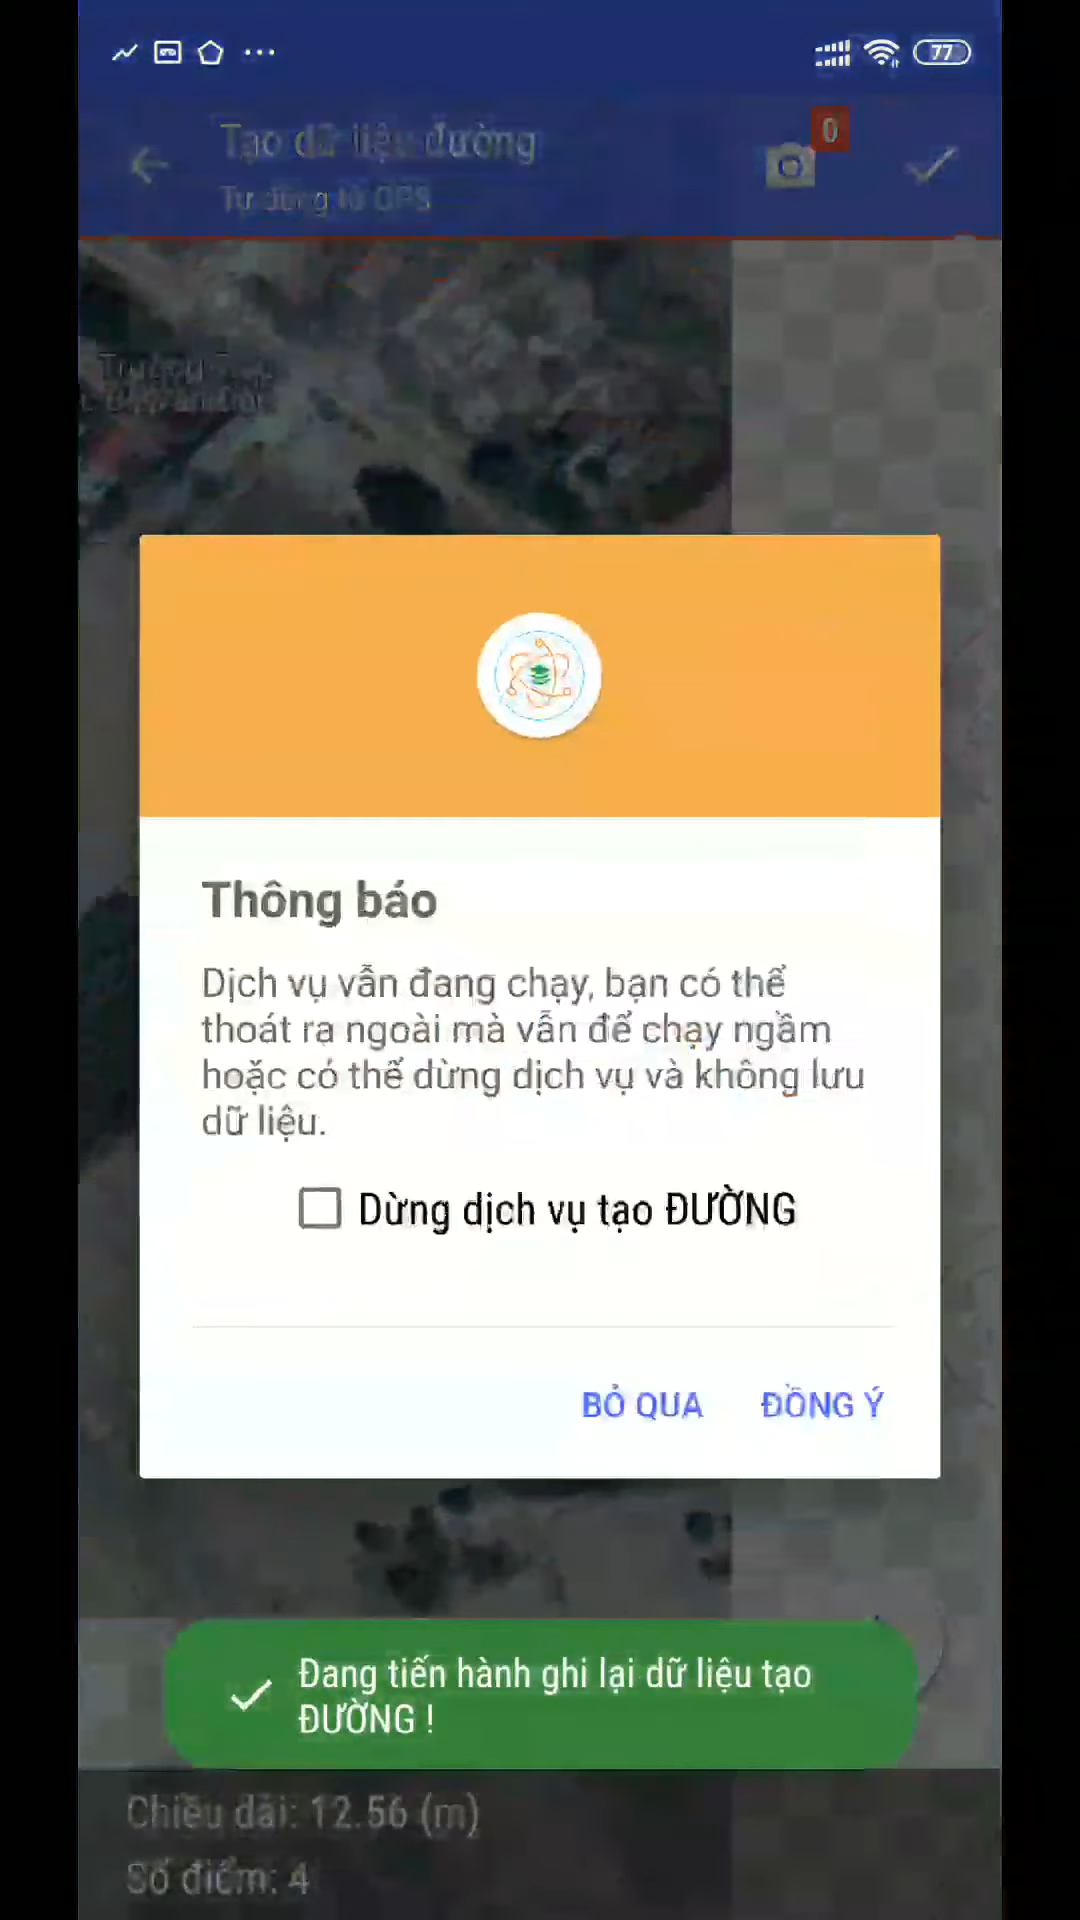 77
Tạo dữ liệu đường
0
Tự động từ GPS
Thông báo
Dịch vụ vẫn đang chạy, bạn có thể
thoát ra ngoài mà vẫn để chạy ngầm
hoặc có thể dừng dịch vụ và không lưu
dữ liệu.
Dừng dịch vụ tạo ĐƯỜNG
BỎ QUA ĐỒNG Ý
Đang tiến hành ghi lại dữ liệu tạo
ĐƯỜNG !
Chiều dài: 12.56 (m)
Số điểm: 4